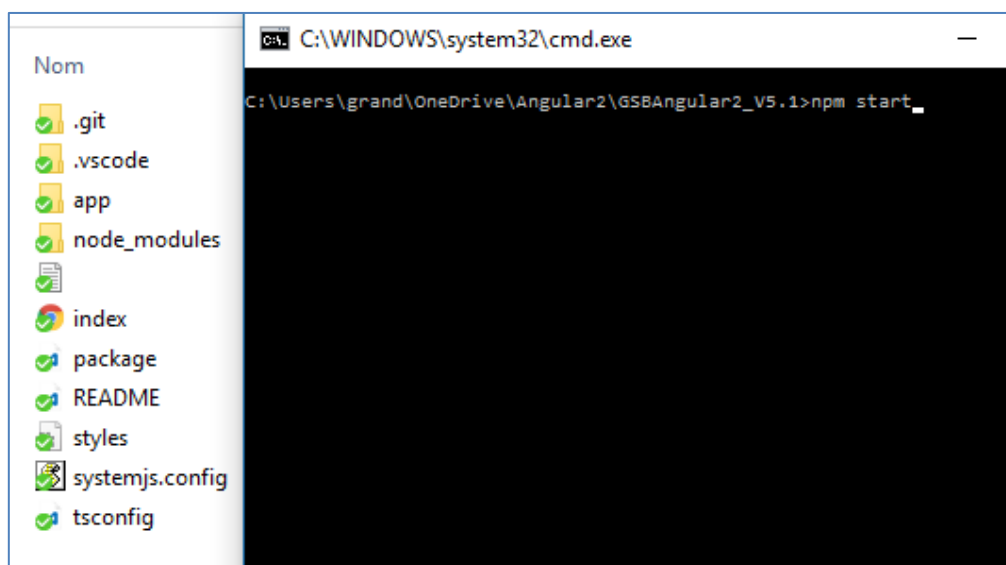 Nom
.git
.vscode
app
node_modules
index
package
README
styles
systemjs.config
tsconfig
C:\WINDOWS\system32\cmd.exe
C:\Users\grand\OneDrive\Angular2\GSBAngular2_V5.1>npm start